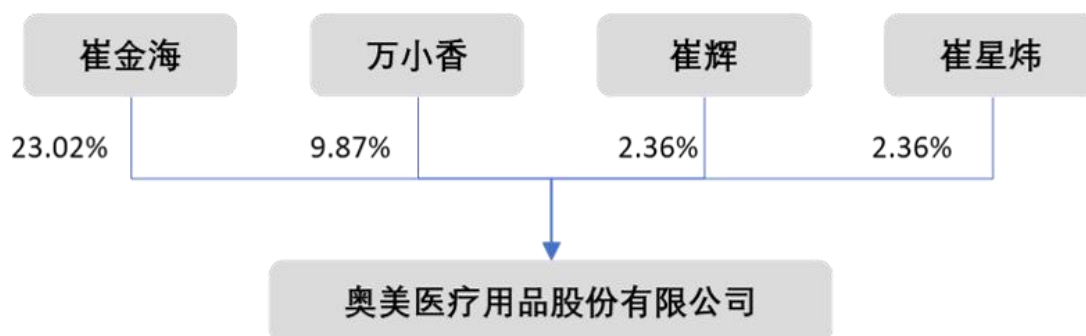 崔金海
万小香
崔辉
崔星炜
23.02%
9.87%
2.36%
2.36%
奥美医疗用品股份有限公司